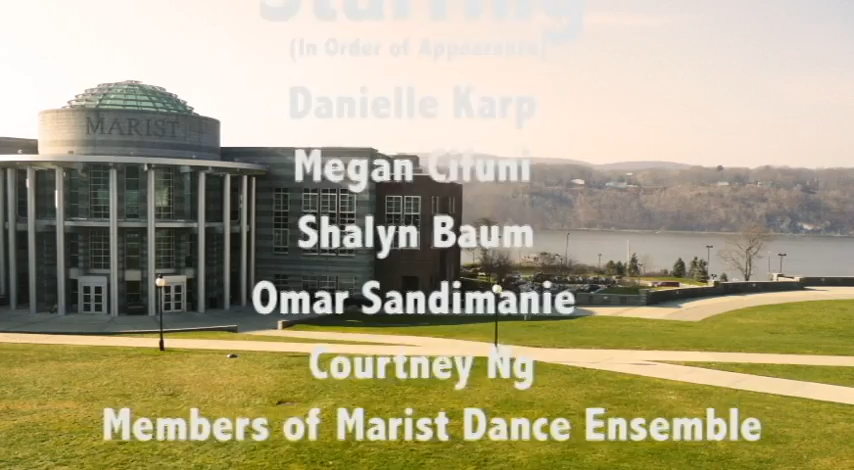 Starring
(In Order of Appearance)
Danielle Karp
MARIST
Megan Cifuni
Shalyn Baum
Omar Sandimanie
Courtney Ng
Members of Marist Dance Ensemble